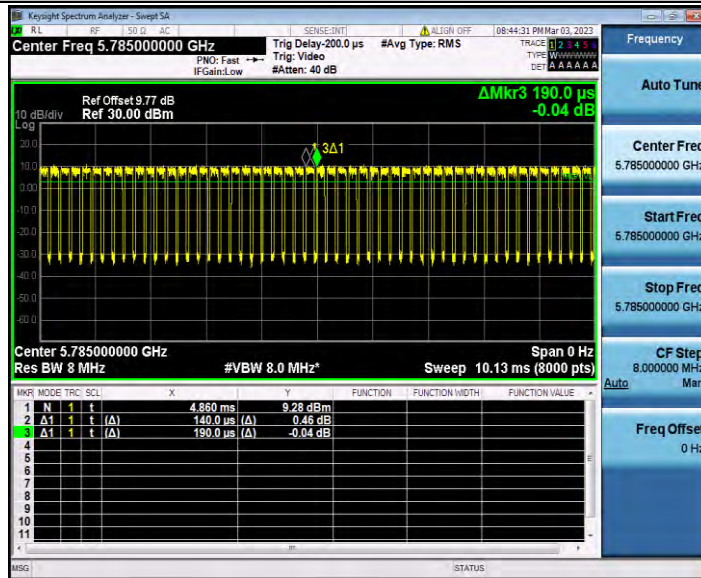 Keysight Spectrum Analyzer - Swept SA
RL RF 50 Ω AC SENSE:INT ALIGN OFF 08:44:31 PM Mar 03, 2023
Center Freq 5.785000000 GHz
PNO: Fast
IFGain:Low
Trig Delay-200.0 µs
Trig: Video
#Atten: 40 dB
#Avg Type: RMS
TRACE 1 2 3 4 5 6
TYPE W
DET A A A A A A
Ref Offset 9.77 dB
Ref 30.00 dBm
10 dB/div
Log
ΔMkr3 190.0 µs
-0.04 dB
20.0
10.0
0.00
-10.0
-20.0
-30.0
-40.0
-50.0
-60.0
3Δ1
Center 5.785000000 GHz Span 0 Hz
Res BW 8 MHz #VBW 8.0 MHz* Sweep 10.13 ms (8000 pts)
MKR MODE TRC SCL X Y FUNCTION FUNCTION WIDTH FUNCTION VALUE
1 N 1 t 4.860 ms 9.28 dBm
2 Δ1 1 t (Δ) 140.0 µs (Δ) 0.46 dB
3 Δ1 1 t (Δ) 190.0 µs (Δ) -0.04 dB
4
5
6
7
8
9
10
11
MSG STATUS
Frequency
Auto Tune
Center Freq
5.785000000 GHz
Start Freq
5.785000000 GHz
Stop Freq
5.785000000 GHz
CF Step
8.000000 MHz
Auto Man
Freq Offset
0 Hz